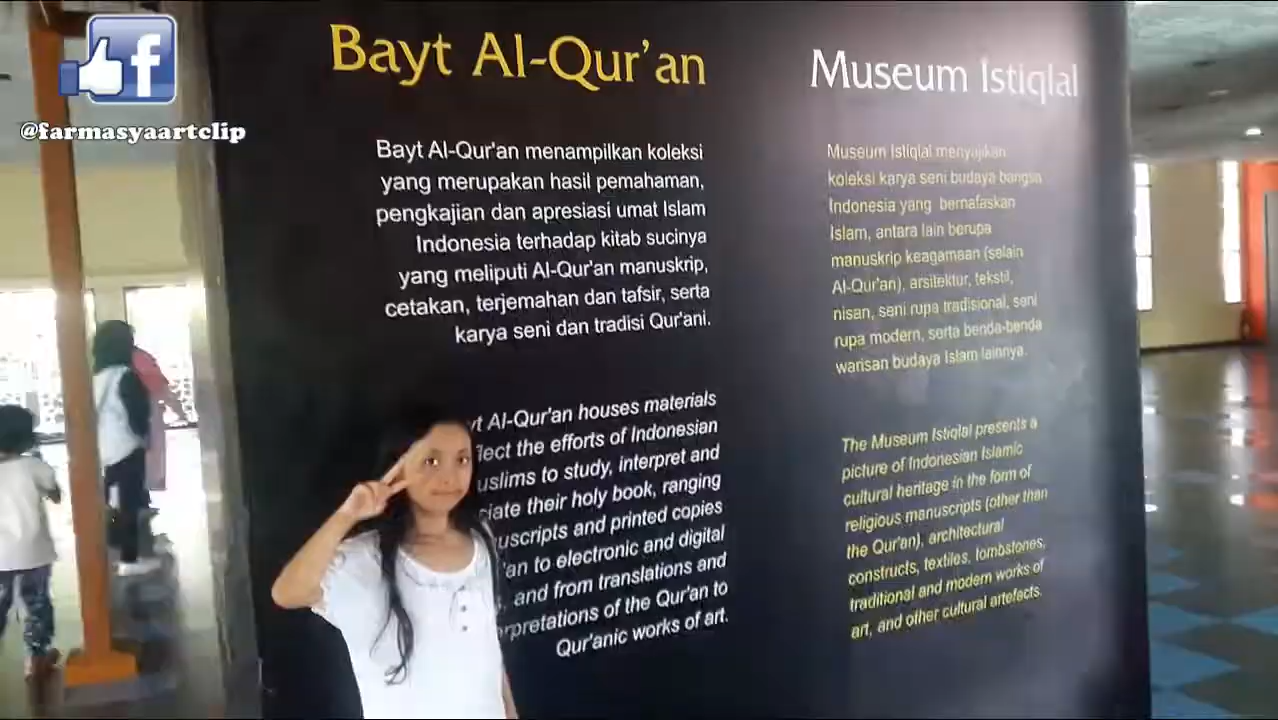 f
@farmasyaartclip
Bayt Al-Qur'an
Bayt Al-Qur'an menampilkan koleksi
yang merupakan hasil pemahaman,
pengkajian dan apresiasi umat Islam
Indonesia terhadap kitab sucinya
yang meliputi Al-Qur'an manuskrip,
cetakan, terjemahan dan tafsir, serta
karya seni dan tradisi Qur'ani.
Al-Qur'an houses materials
the efforts of Indonesian
to study, interpret and
their holy book, ranging
and printed copies
to electronic and digital
and from translations and
of the Qur'an to
Qur'anic works of art.
Museum Istiqlal
Museum Istiqlal menyajikan
koleksi karya seni budaya bangsa
Indonesia yang bernafaskan
Islam, antara lain berupa
manuskrip keagamaan (selain
Al-Qur'an), arsitektur, tekstil,
nisan, seni rupa tradisional, seni
rupa modern, serta benda-benda
warisan budaya Islam lainnya.
The Museum Istiqlal presents a
picture of Indonesian Islamic
cultural heritage in the form of
religious manuscripts (other than
the Qur'an), architectural
constructs, textiles, tombstones,
traditional and modern works of
art, and other cultural artefacts.